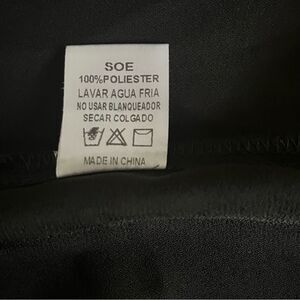 SOE
100%POLIESTER
LAVAR AGUA FRIA
NO USAR BLANQUEADOR
SECAR COLGADO
MADE IN CHINA